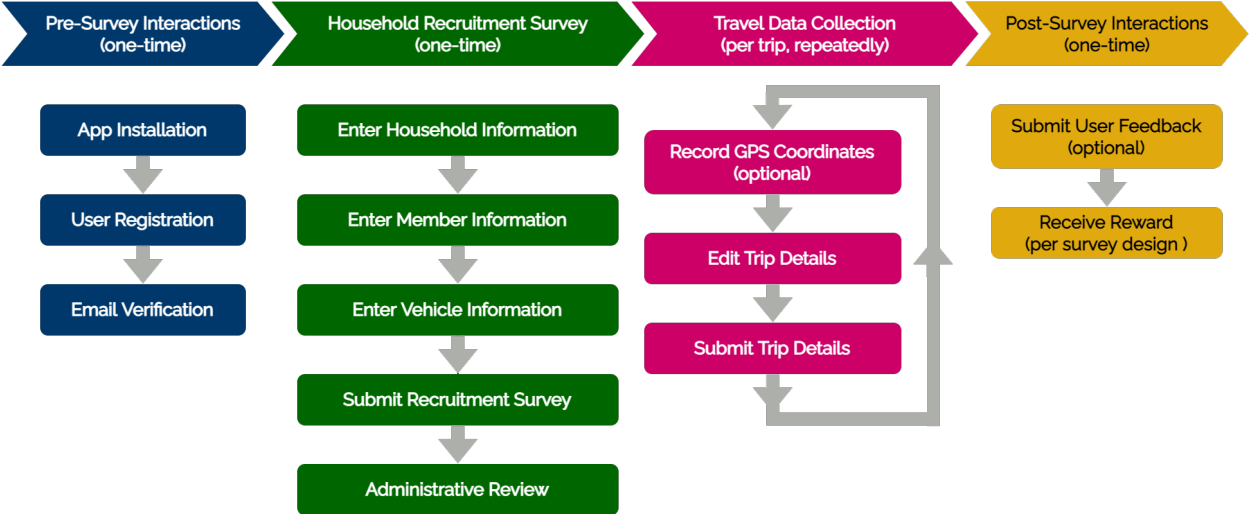 Pre-Survey Interactions
(one-time)
Household Recruitment Survey
(one-time)
Travel Data Collection
(per trip, repeatedly)
Post-Survey Interactions
(one-time)
App Installation
User Registration
Email Verification
Enter Household Information
Enter Member Information
Enter Vehicle Information
Submit Recruitment Survey
Administrative Review
Record GPS Coordinates
(optional)
Edit Trip Details
Submit Trip Details
Submit User Feedback
(optional)
Receive Reward
(per survey design )